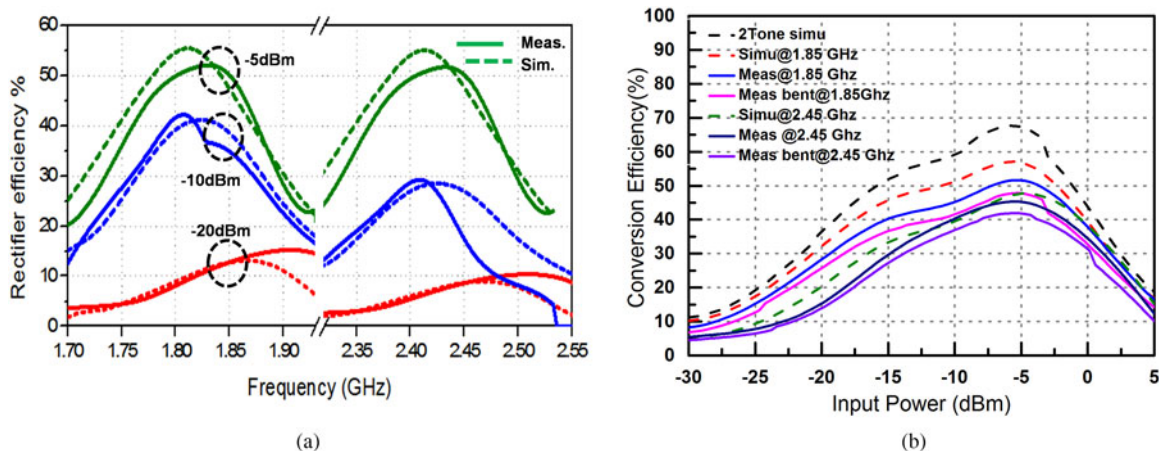 Rectifier efficiency %
60
50
40
30
20
10
0
Meas.
Sim.
-5dBm
-10dBm
-20dBm
1.70 1.75 1.80 1.85 1.90 2.35 2.40 2.45 2.50 2.55
Frequency (GHz)
(a)
Conversion Efficiency(%)
100
90
80
70
60
50
40
30
20
10
0
2Tone simu
Simu@1.85 GHz
Meas@1.85 Ghz
Meas bent@1.85Ghz
Simu@2.45 Ghz
Meas @2.45 Ghz
Meas bent@2.45 Ghz
-30 -25 -20 -15 -10 -5 0 5
Input Power (dBm)
(b)